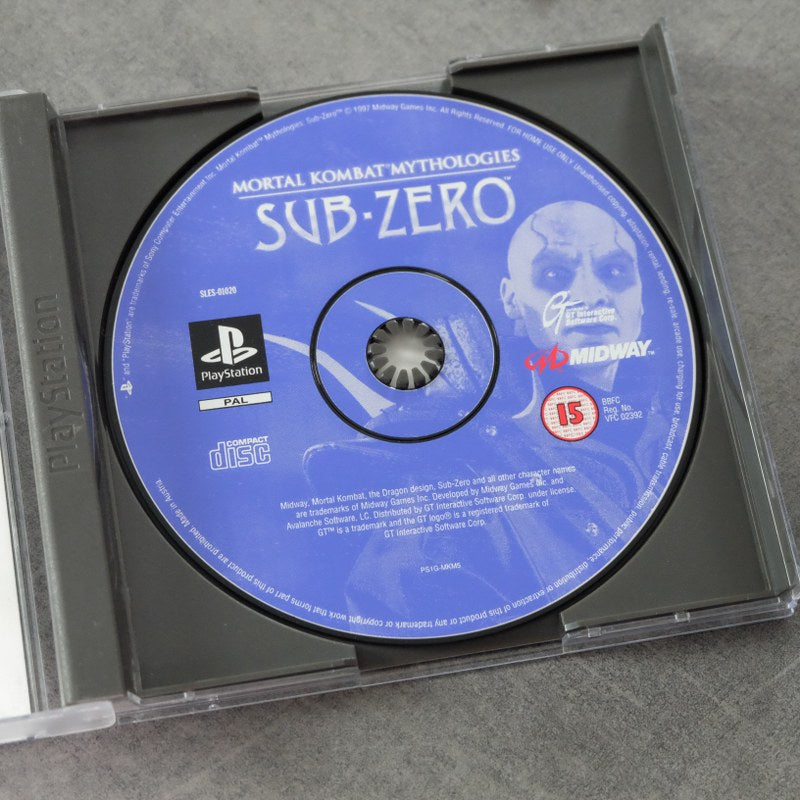 PlayStation
MORTAL KOMBAT™ MYTHOLOGIES
SUB-ZERO™
SLES-01020
PlayStation
PAL
COMPACT
disc
GT Interactive
Software Corp.
MIDWAY™
15
BBFC
Reg. No.
VFC 02392
Midway, Mortal Kombat, the Dragon design, Sub-Zero and all other character names
are trademarks of Midway Games Inc. Developed by Midway Games Inc. and
Avalanche Software, LC. Distributed by GT Interactive Software Corp. under license.
GT™ is a trademark and the GT logo® is a registered trademark of
GT Interactive Software Corp.
PS1G-MKMS
and "PlayStation" are trademarks of Sony Computer Entertainment Inc. Mortal Kombat™ Mythologies: Sub-Zero™ © 1997 Midway Games Inc. All Rights Reserved. FOR HOME USE ONLY. Unauthorised copying, adaptation, rental, lending, re-sale, arcade use, charging for use, broadcast, cable transmission, public performance, distribution or extraction of this product or any trademark or copyright work that forms part of this product are prohibited. Made in Austria.